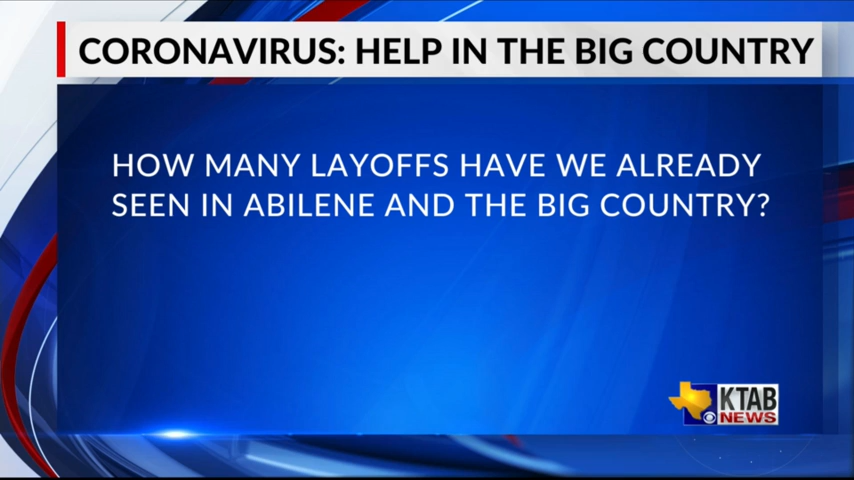 CORONAVIRUS: HELP IN THE BIG COUNTRY
HOW MANY LAYOFFS HAVE WE ALREADY
SEEN IN ABILENE AND THE BIG COUNTRY?
KTAB
NEWS